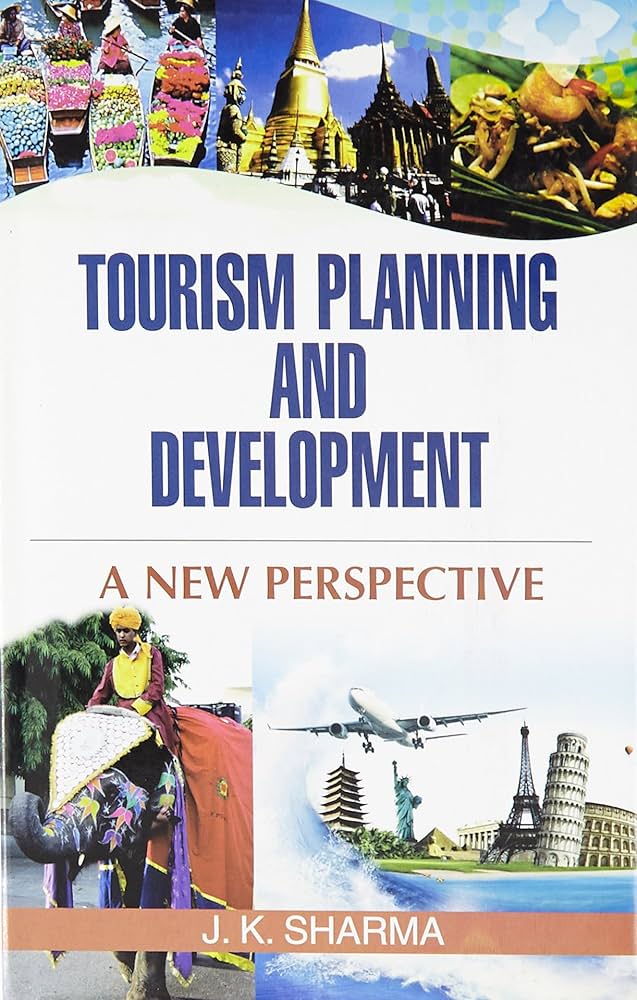 TOURISM PLANNING
AND
DEVELOPMENT
A NEW PERSPECTIVE
J. K. SHARMA